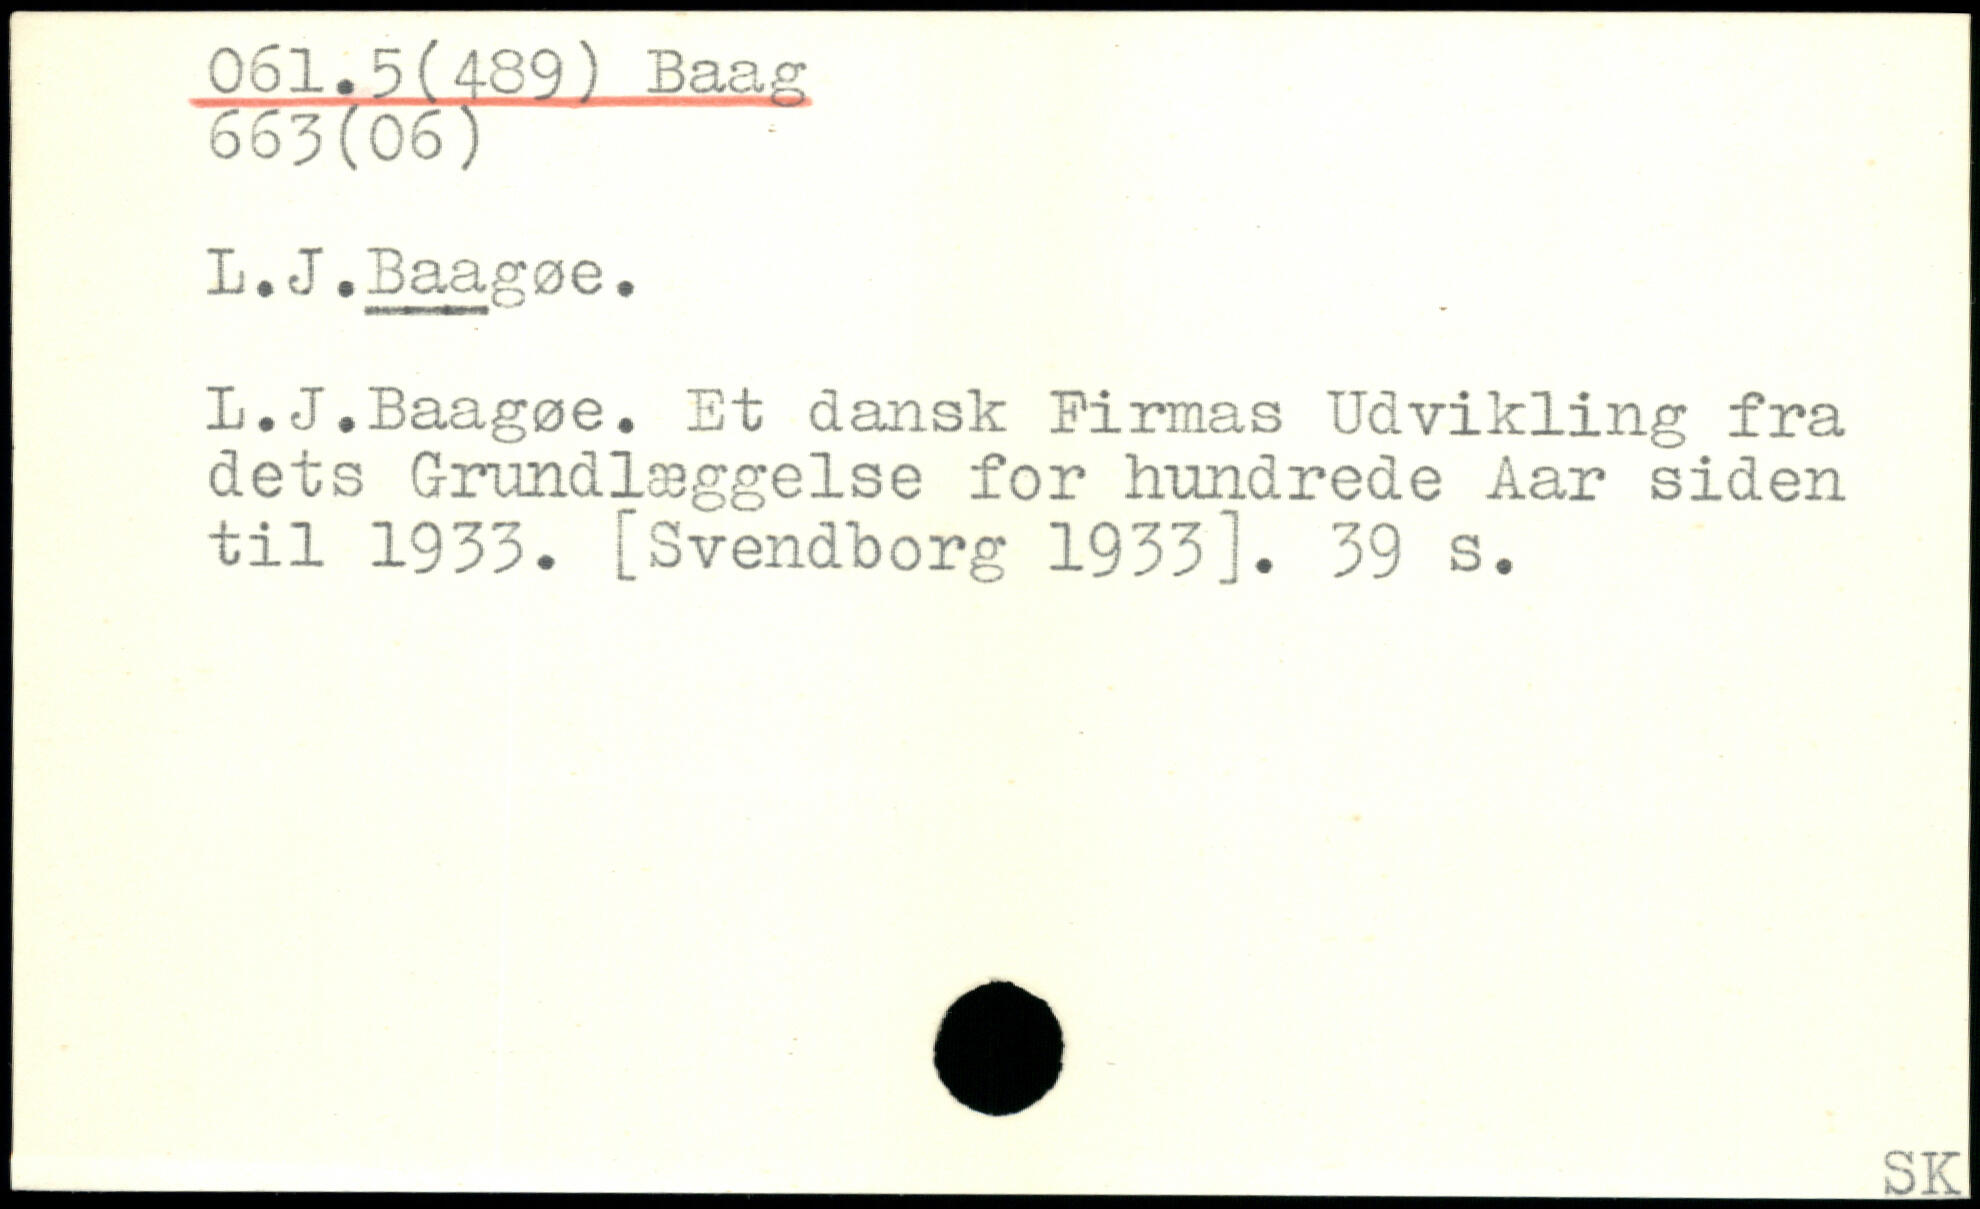 061.5(489) Baag
663(06)
L.J.Baagøe.
L.J.Baagøe. Et dansk Firmas Udvikling fra
dets Grundlæggelse for hundrede Aar siden
til 1933. [Svendborg 1933]. 39 s.
SK